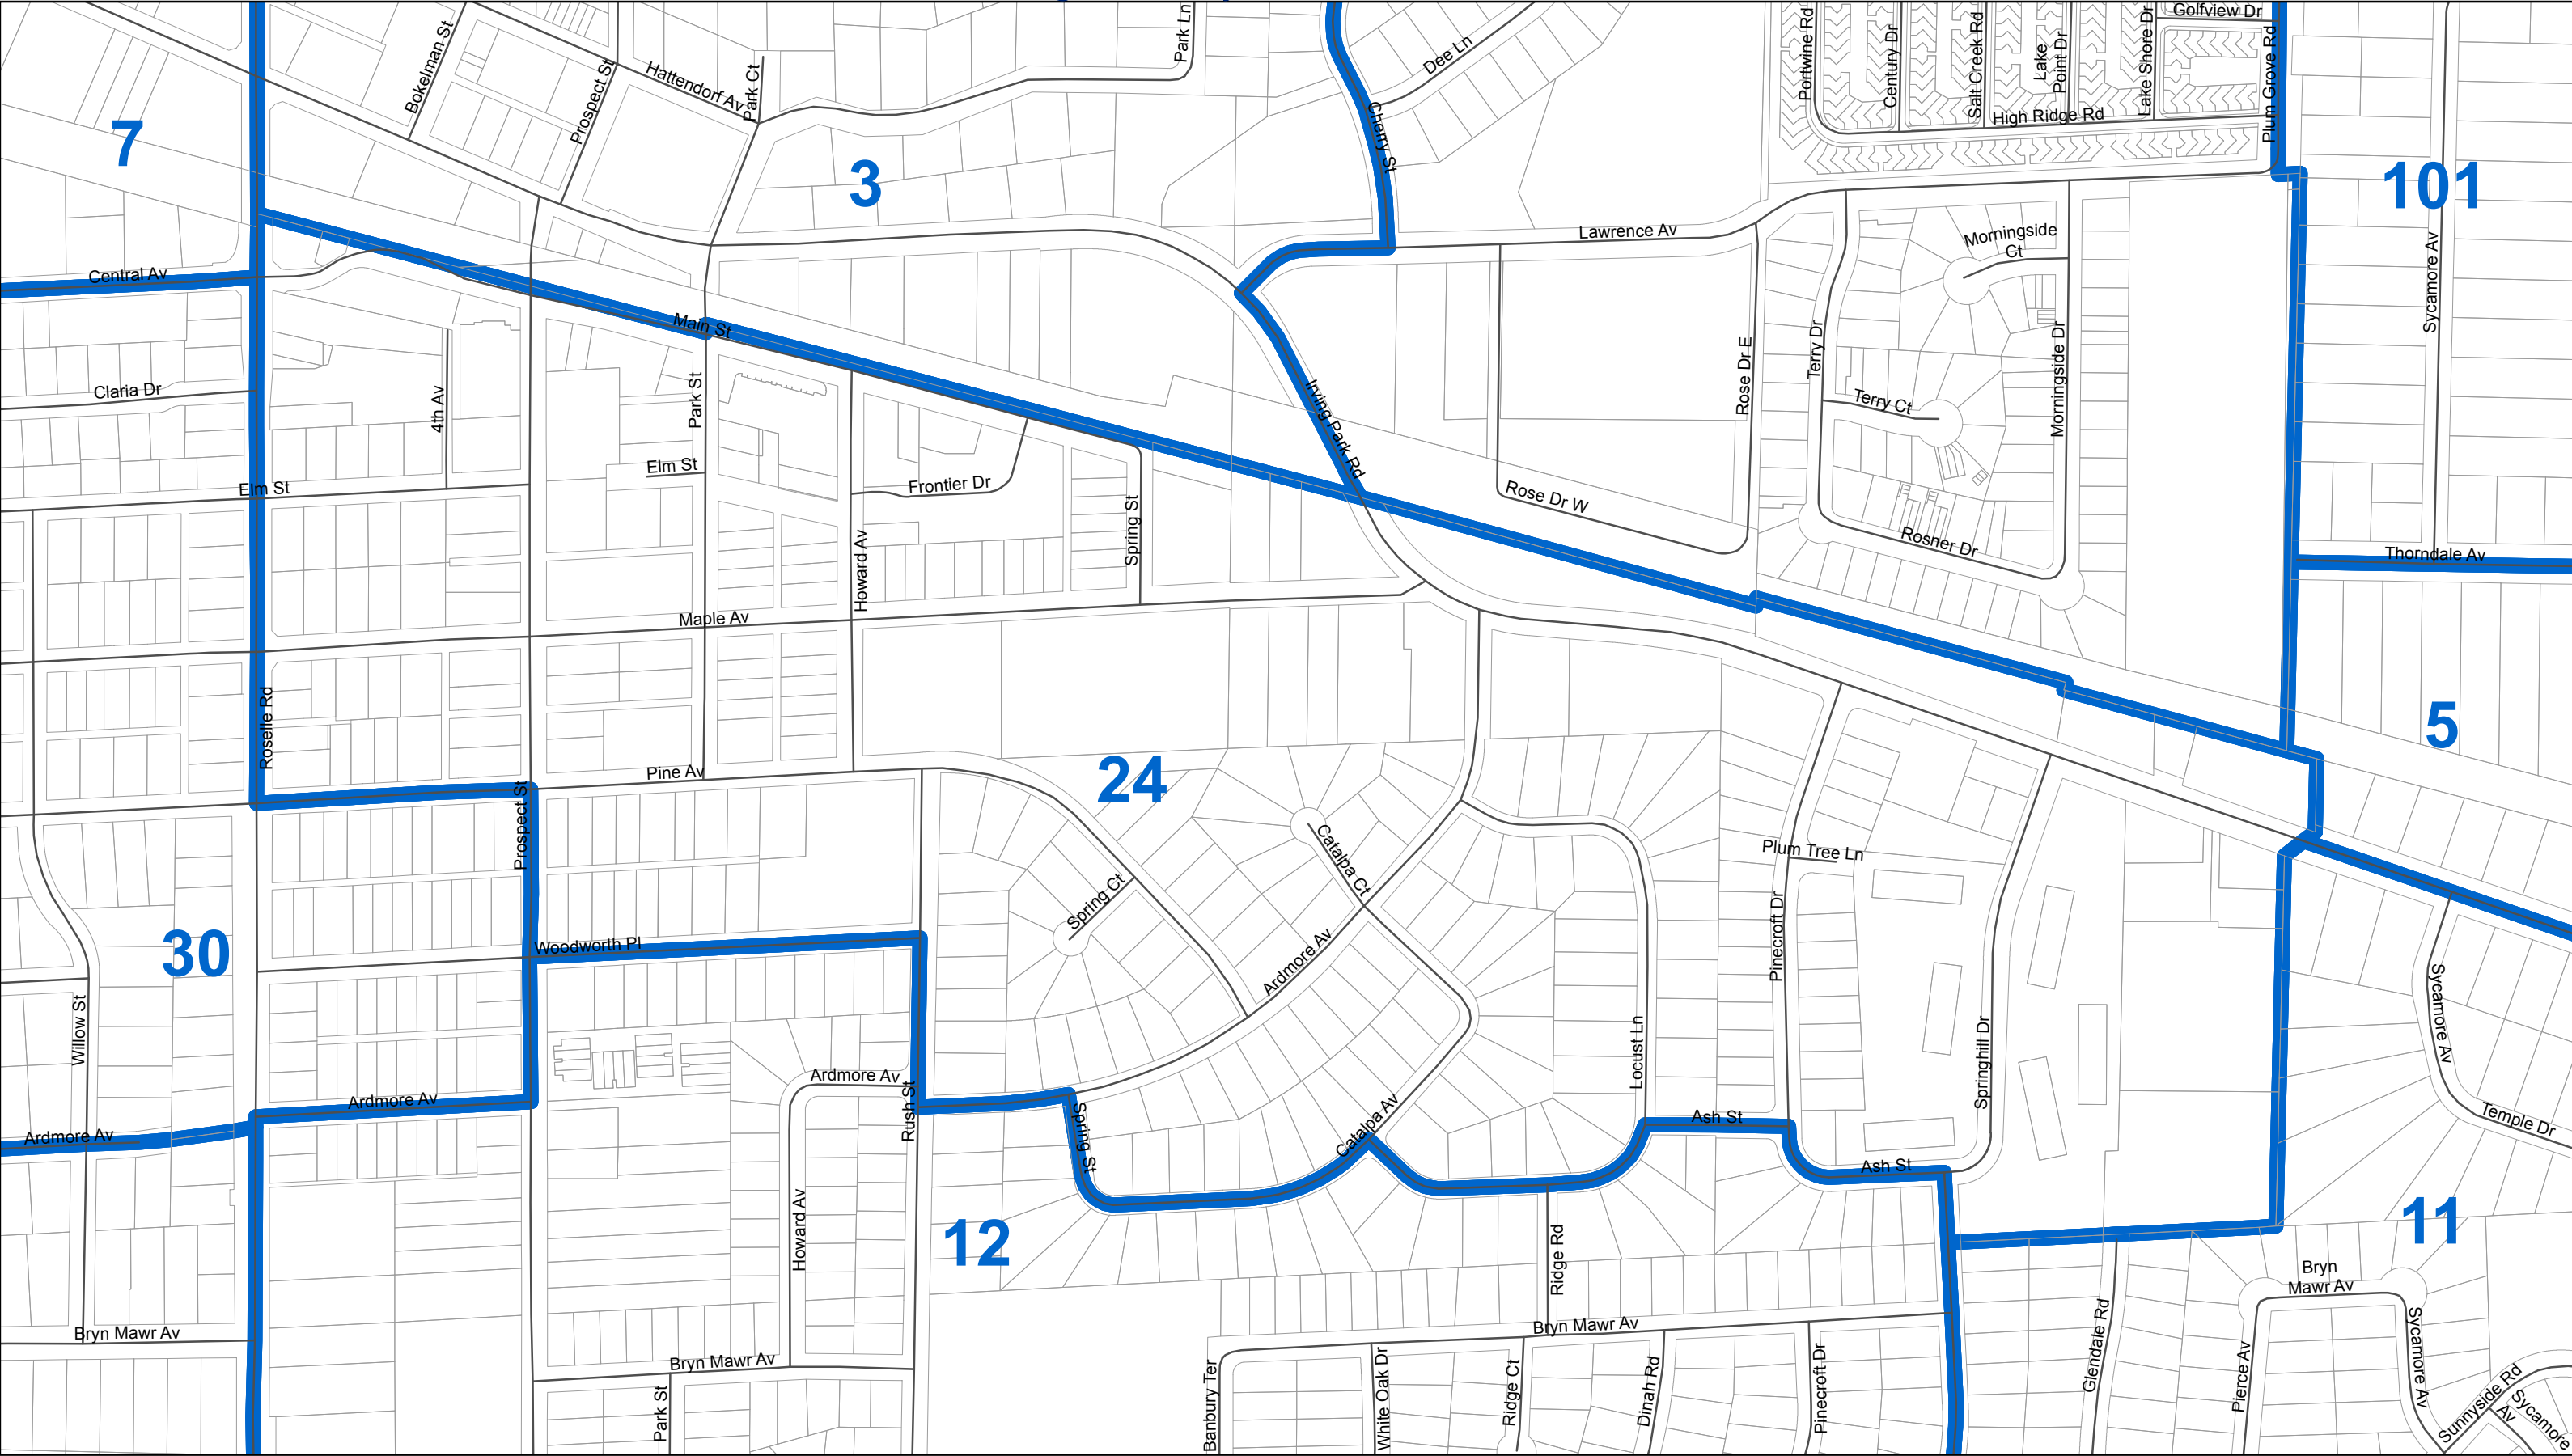 Bokelman St
Prospect St
Hattendorf Av
Park Ct
Park Ln
Dee Ln
Cherry St
Portwine Rd
Century Dr
Salt Creek Rd
Lake
Point Dr
Lake Shore Dr
Golfview Dr
Plum Grove Rd
High Ridge Rd
7
3
101
Lawrence Av
Morningside
Ct
Sycamore Av
Central Av
Main St
Claria Dr
4th Av
Park St
Irving Park Rd
Rose Dr E
Terry Dr
Terry Ct
Morningside Dr
Elm St
Elm St
Frontier Dr
Spring St
Howard Av
Rose Dr W
Rosner Dr
Thorndale Av
Maple Av
Roselle Rd
5
Pine Av
24
Prospect St
Catalpa Ct
Plum Tree Ln
Spring Ct
Pinecroft Dr
Ardmore Av
30
Woodworth Pl
Willow St
Locust Ln
Springhill Dr
Sycamore Av
Ardmore Av
Rush St
Ardmore Av
Ardmore Av
Spring St
Catalpa Av
Ash St
Temple Dr
Ash St
12
Howard Av
Ridge Rd
11
Bryn
Mawr Av
Bryn Mawr Av
Bryn Mawr Av
Bryn Mawr Av
Park St
Banbury Ter
White Oak Dr
Ridge Ct
Dinah Rd
Pinecroft Dr
Glendale Rd
Pierce Av
Sycamore Av
Sunnyside Rd
Sycamore
Av